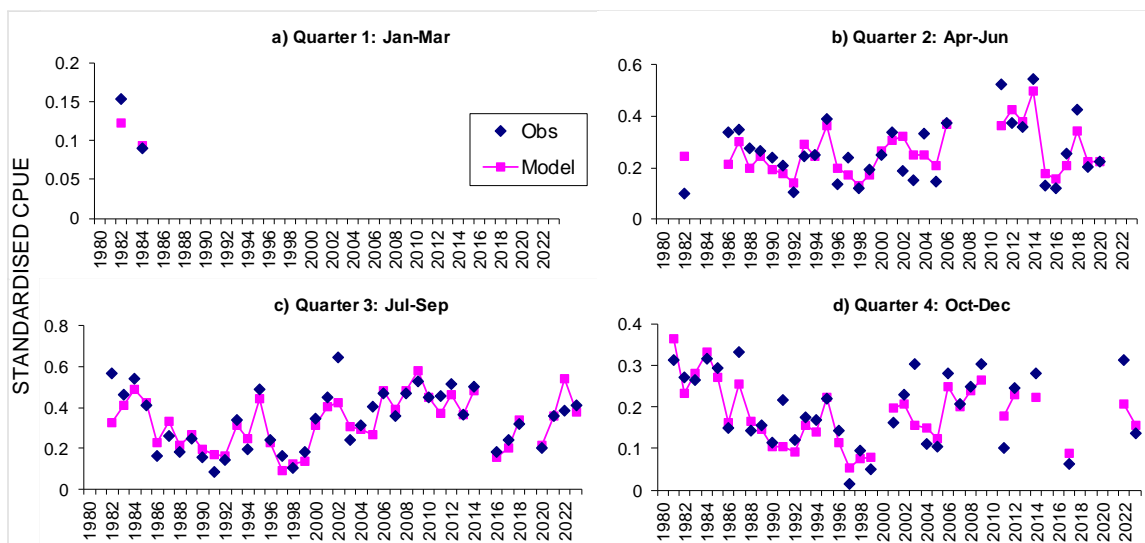 STANDARDISED CPUE
a) Quarter 1: Jan-Mar
0.2
0.15
0.1
0.05
0
1980 1982 1984 1986 1988 1990 1992 1994 1996 1998 2000 2002 2004 2006 2008 2010 2012 2014 2016 2018 2020 2022
Obs
Model
b) Quarter 2: Apr-Jun
0.6
0.4
0.2
0
1980 1982 1984 1986 1988 1990 1992 1994 1996 1998 2000 2002 2004 2006 2008 2010 2012 2014 2016 2018 2020 2022
c) Quarter 3: Jul-Sep
0.8
0.6
0.4
0.2
0
1980 1982 1984 1986 1988 1990 1992 1994 1996 1998 2000 2002 2004 2006 2008 2010 2012 2014 2016 2018 2020 2022
d) Quarter 4: Oct-Dec
0.4
0.3
0.2
0.1
0
1980 1982 1984 1986 1988 1990 1992 1994 1996 1998 2000 2002 2004 2006 2008 2010 2012 2014 2016 2018 2020 2022